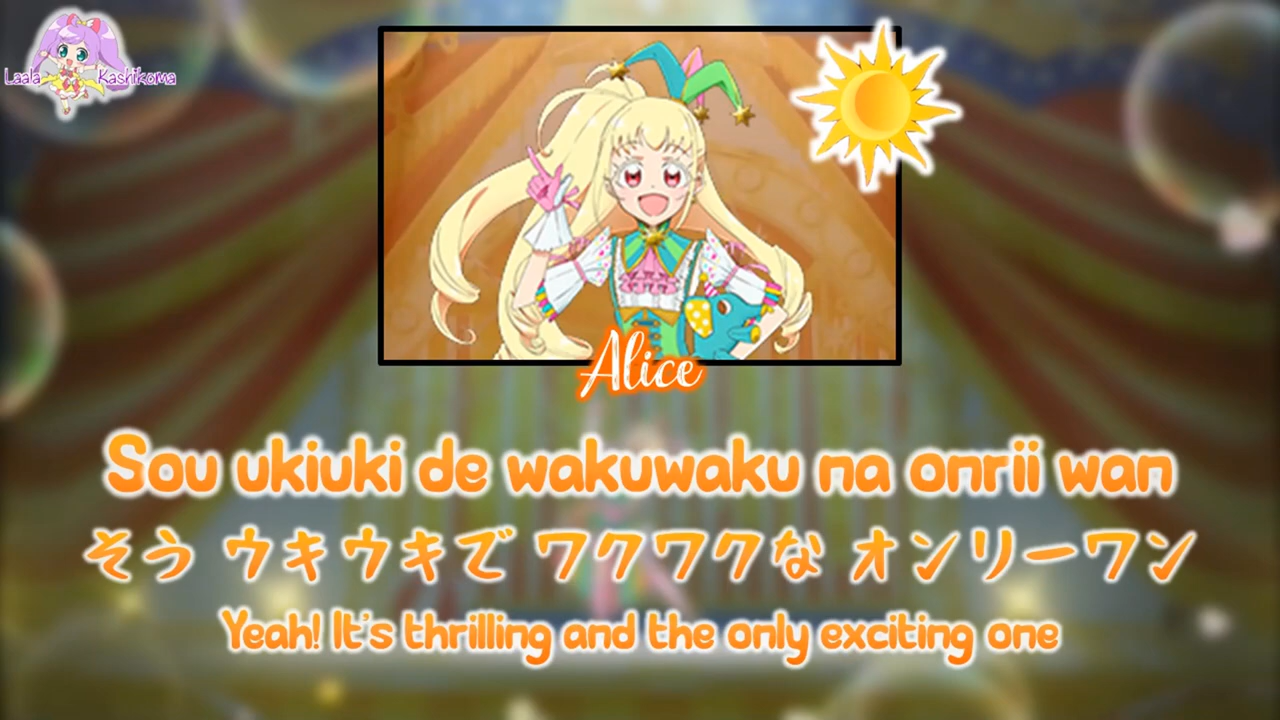 Laala Kashikoma
Alice
Sou ukiuki de wakuwaku na onrii wan
そう ウキウキで ワクワクな オンリーワン
Yeah! It's thrilling and the only exciting one